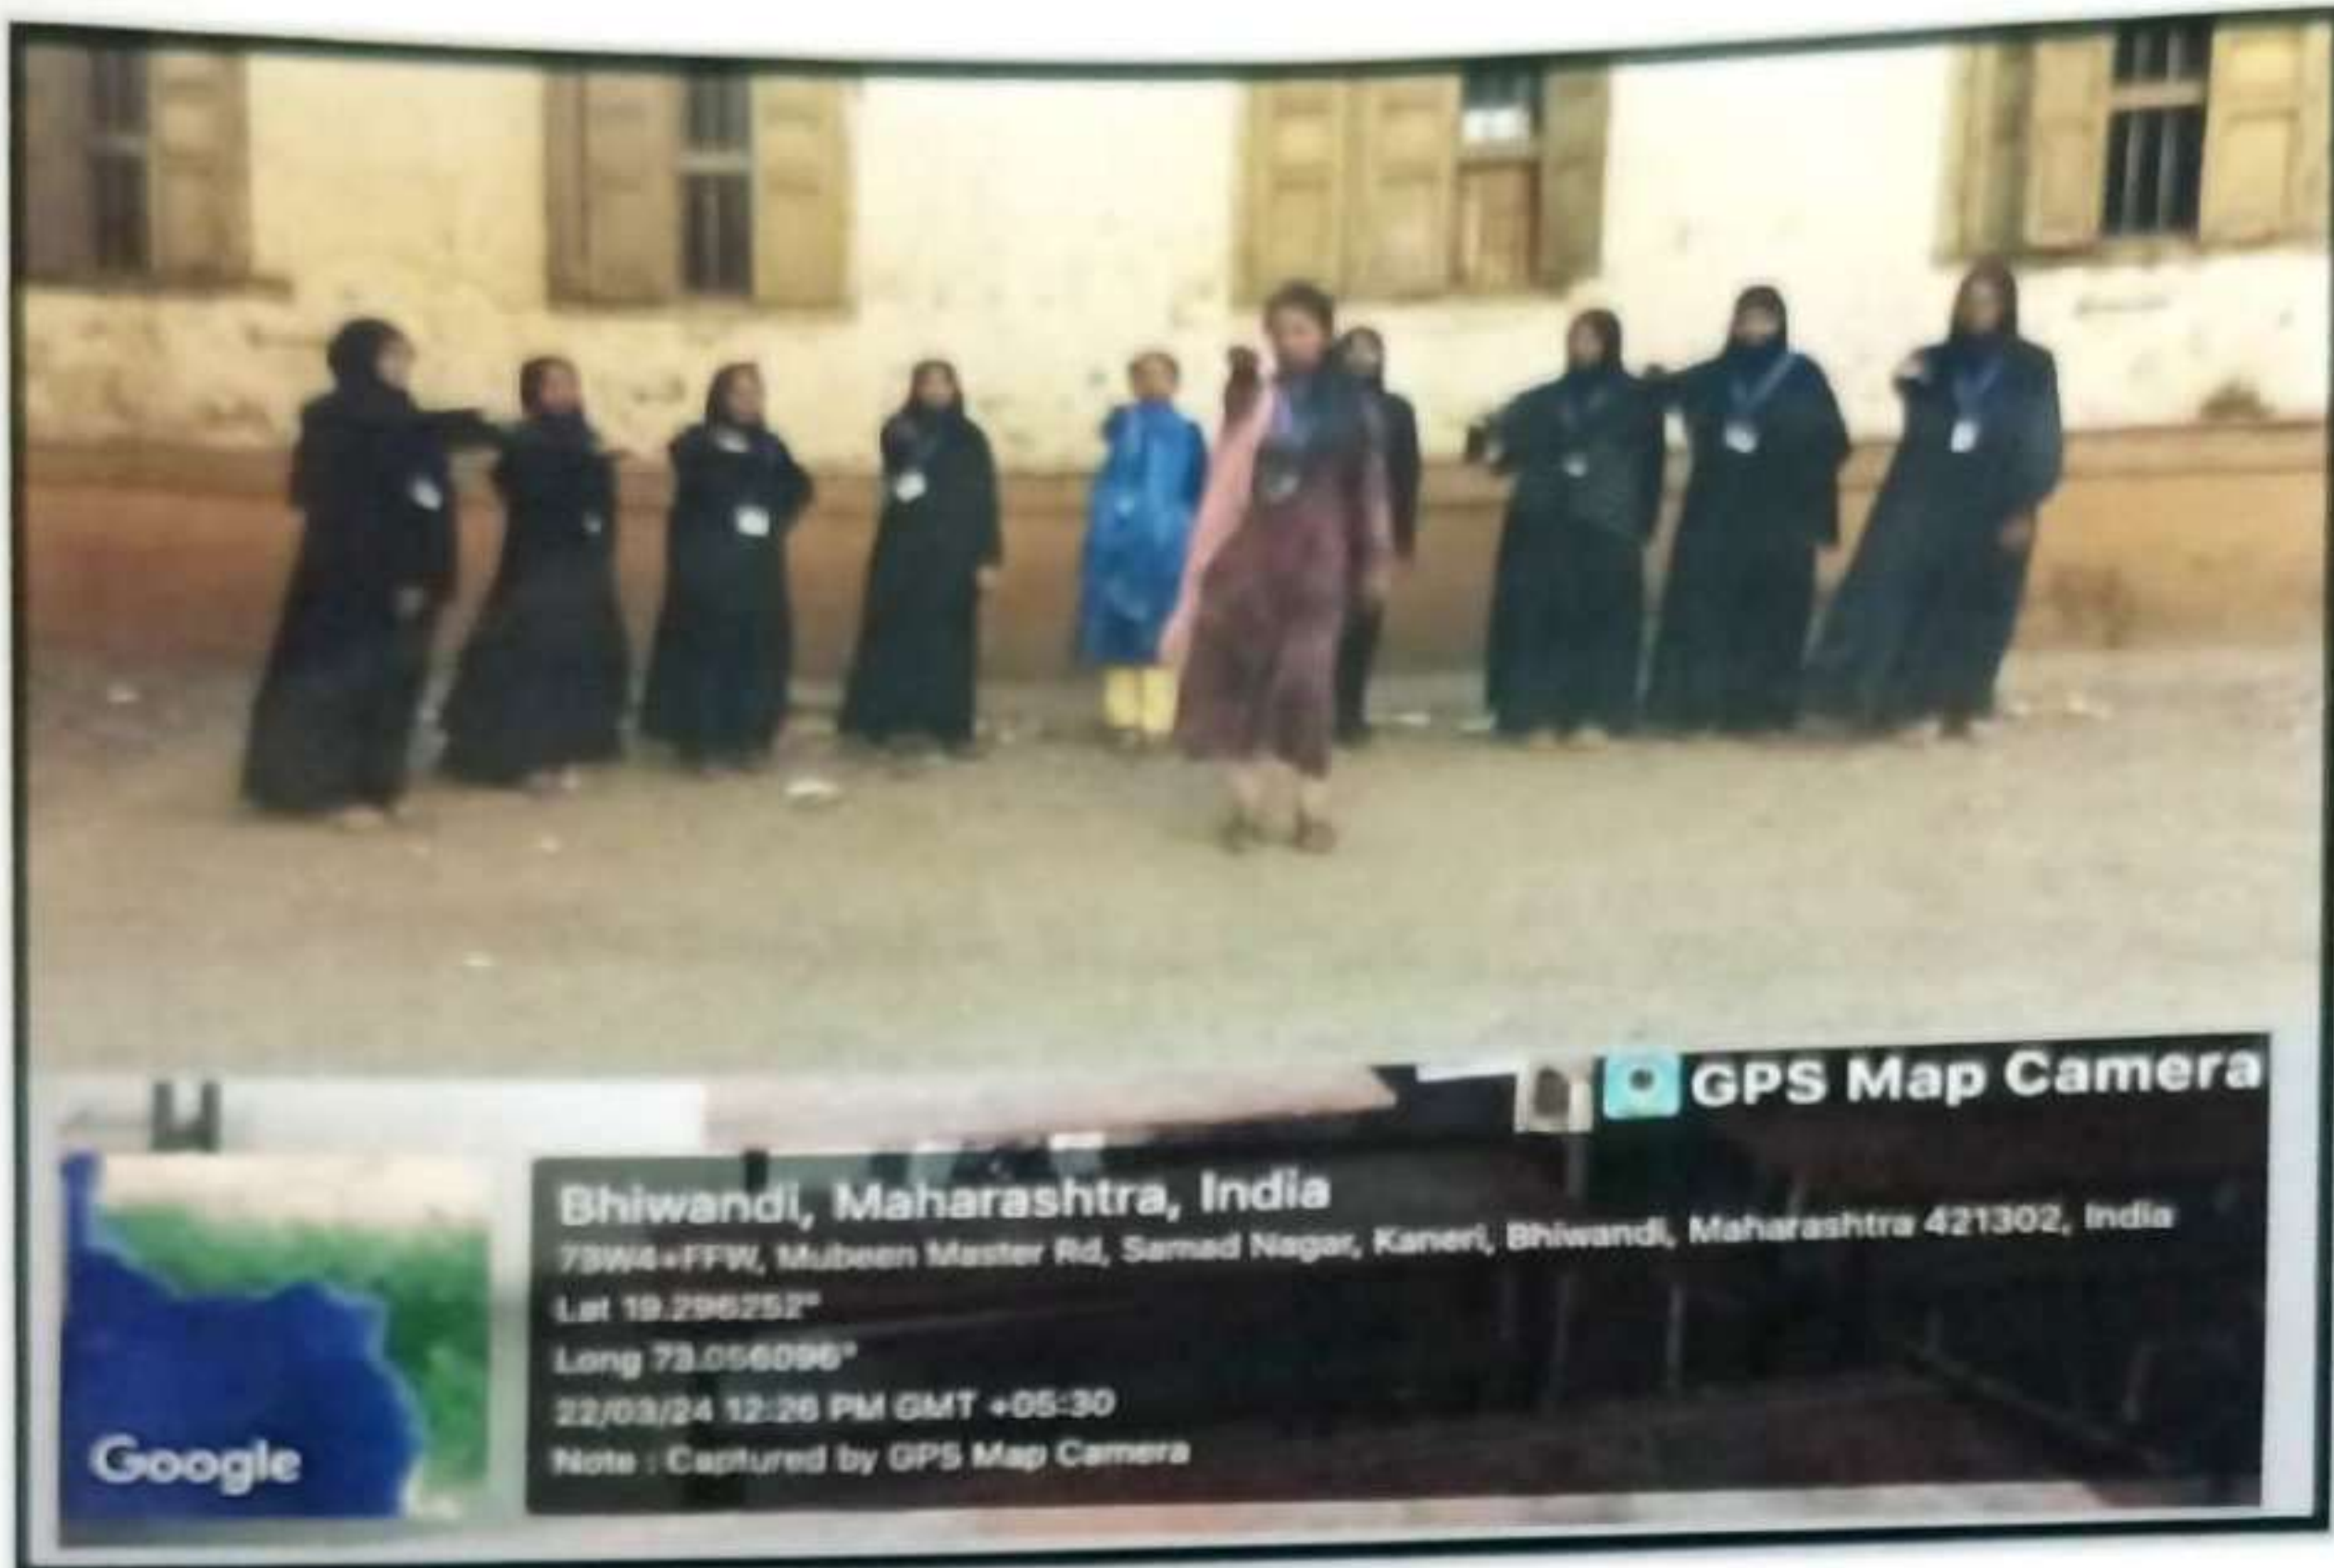 GPS Map Camera
Bhiwandi, Maharashtra, India
73W4+FFW, Mubeen Master Rd, Samad Nagar, Kaneri, Bhiwandi, Maharashtra 421302, India
Lat 19.296252°
Long 73.056096°
22/03/24 12:26 PM GMT +05:30
Note : Captured by GPS Map Camera
Google